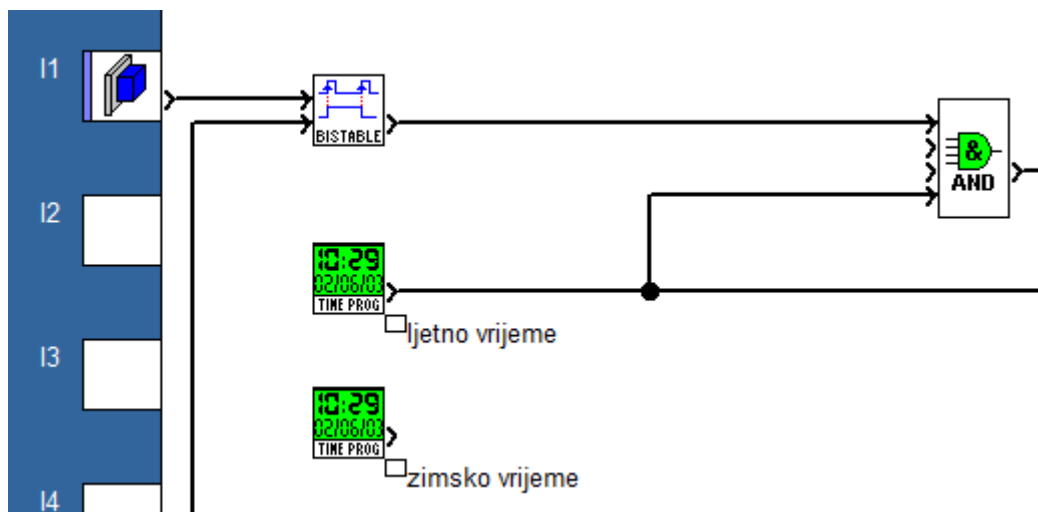 I1
BISTABLE
&
AND
I2
10:29
02/06/03
TIME PROG
ljetno vrijeme
I3
10:29
02/06/03
TIME PROG
zimsko vrijeme
I4